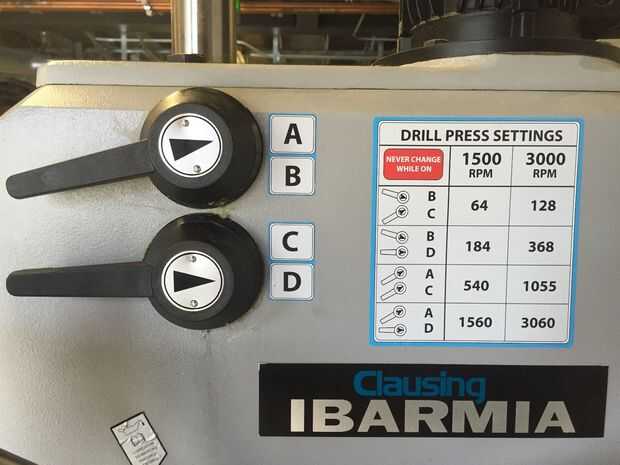 A
B
C
D
DRILL PRESS SETTINGS
NEVER CHANGE
WHILE ON
1500
RPM
3000
RPM
B
C
64
128
B
D
184
368
A
C
540
1055
A
D
1560
3060
Clausing
IBARMIA